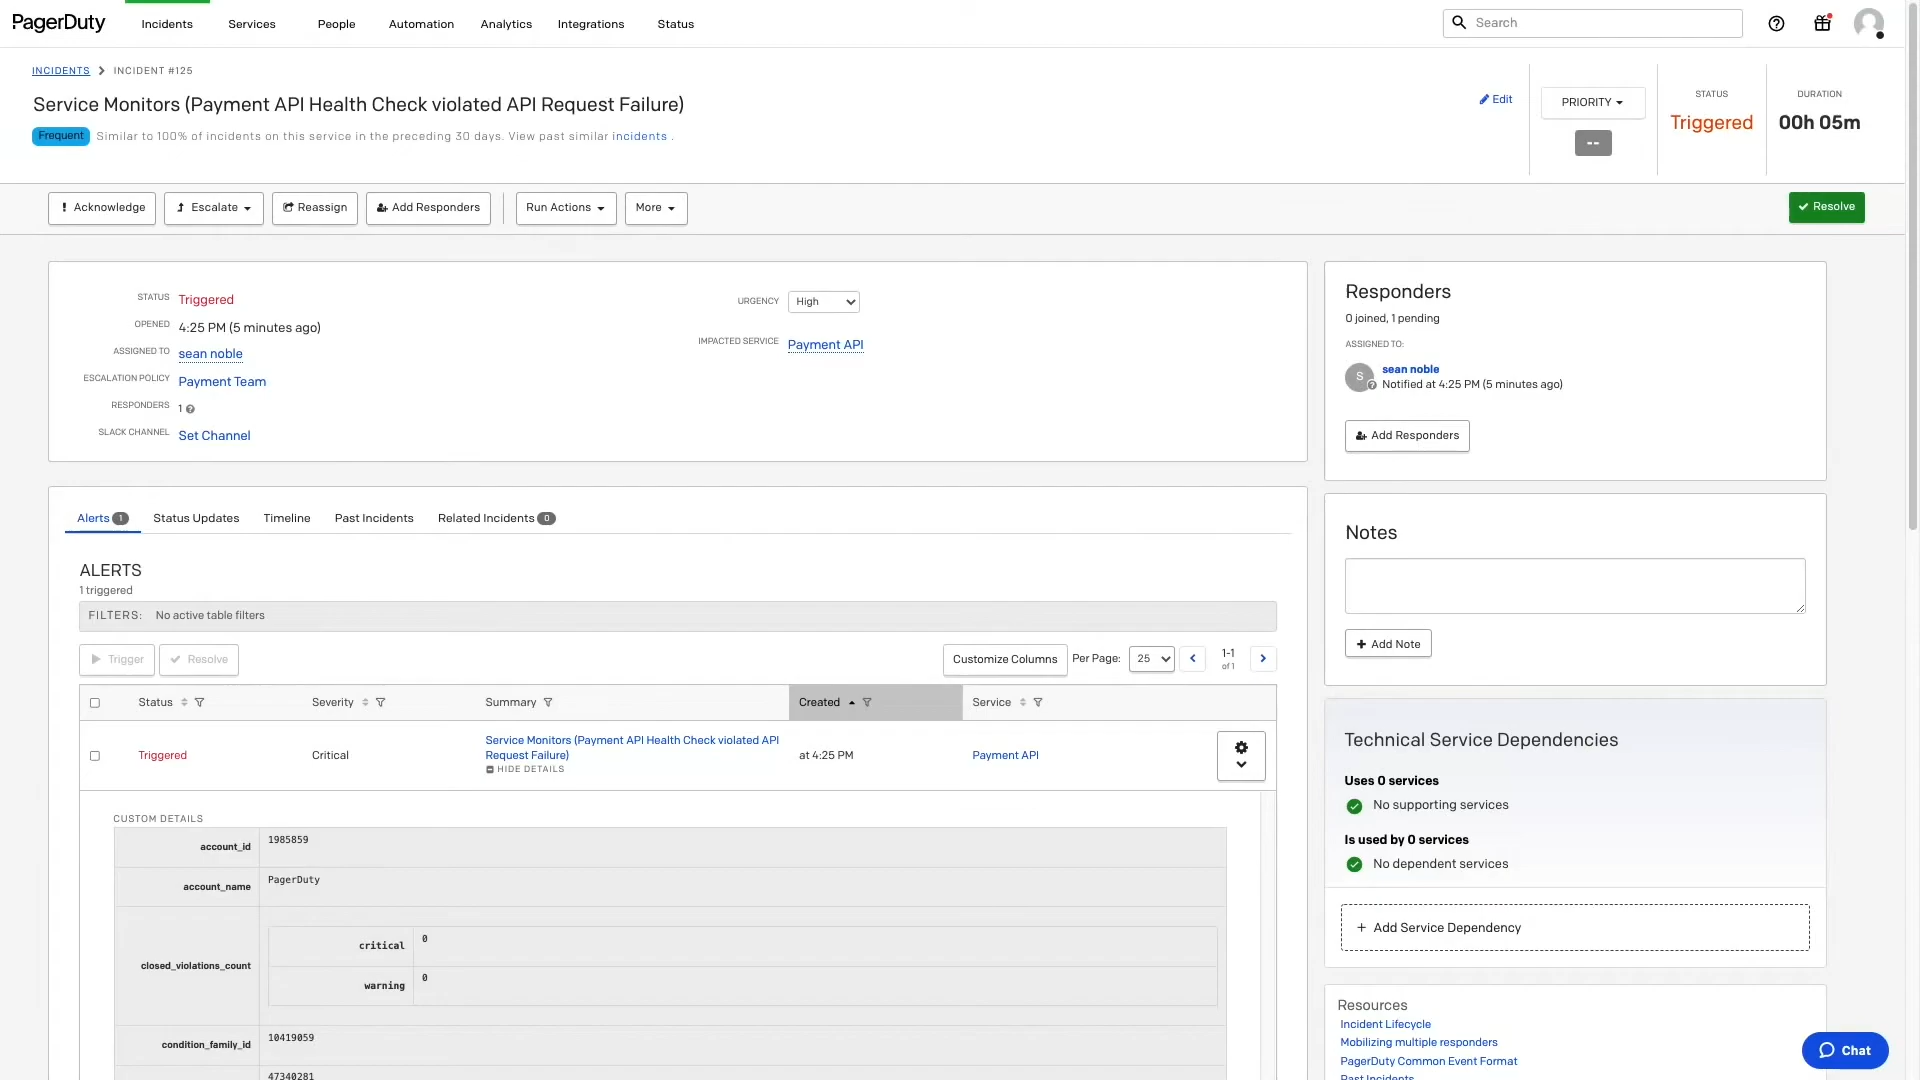 PagerDuty
Incidents
Services
People
Automation
Analytics
Integrations
Status
Search
INCIDENTS
INCIDENT #125
Service Monitors (Payment API Health Check violated API Request Failure)
Edit
PRIORITY
--
STATUS
Triggered
DURATION
00h 05m
Frequent Similar to 100% of incidents on this service in the preceding 30 days. View past similar incidents .
Acknowledge
Escalate
Reassign
Add Responders
Run Actions
More
Resolve
STATUS Triggered
OPENED 4:25 PM (5 minutes ago)
ASSIGNED TO sean noble
ESCALATION POLICY Payment Team
RESPONDERS 1
SLACK CHANNEL Set Channel
URGENCY High
IMPACTED SERVICE Payment API
Responders
0 joined, 1 pending
ASSIGNED TO:
S
sean noble
Notified at 4:25 PM (5 minutes ago)
Add Responders
Alerts 1
Status Updates
Timeline
Past Incidents
Related Incidents 0
ALERTS
1 triggered
FILTERS: No active table filters
Trigger
Resolve
Customize Columns
Per Page: 25
1-1
of 1
Status
Severity
Summary
Created
Service
Triggered
Critical
Service Monitors (Payment API Health Check violated API
Request Failure)
HIDE DETAILS
at 4:25 PM
Payment API
CUSTOM DETAILS
account_id 1985859
account_name PagerDuty
closed_violations_count
critical 0
warning 0
condition_family_id 10419059
47340281
Notes
Add Note
Technical Service Dependencies
Uses 0 services
No supporting services
Is used by 0 services
No dependent services
+ Add Service Dependency
Resources
Incident Lifecycle
Mobilizing multiple responders
PagerDuty Common Event Format
Past Incidents
Chat